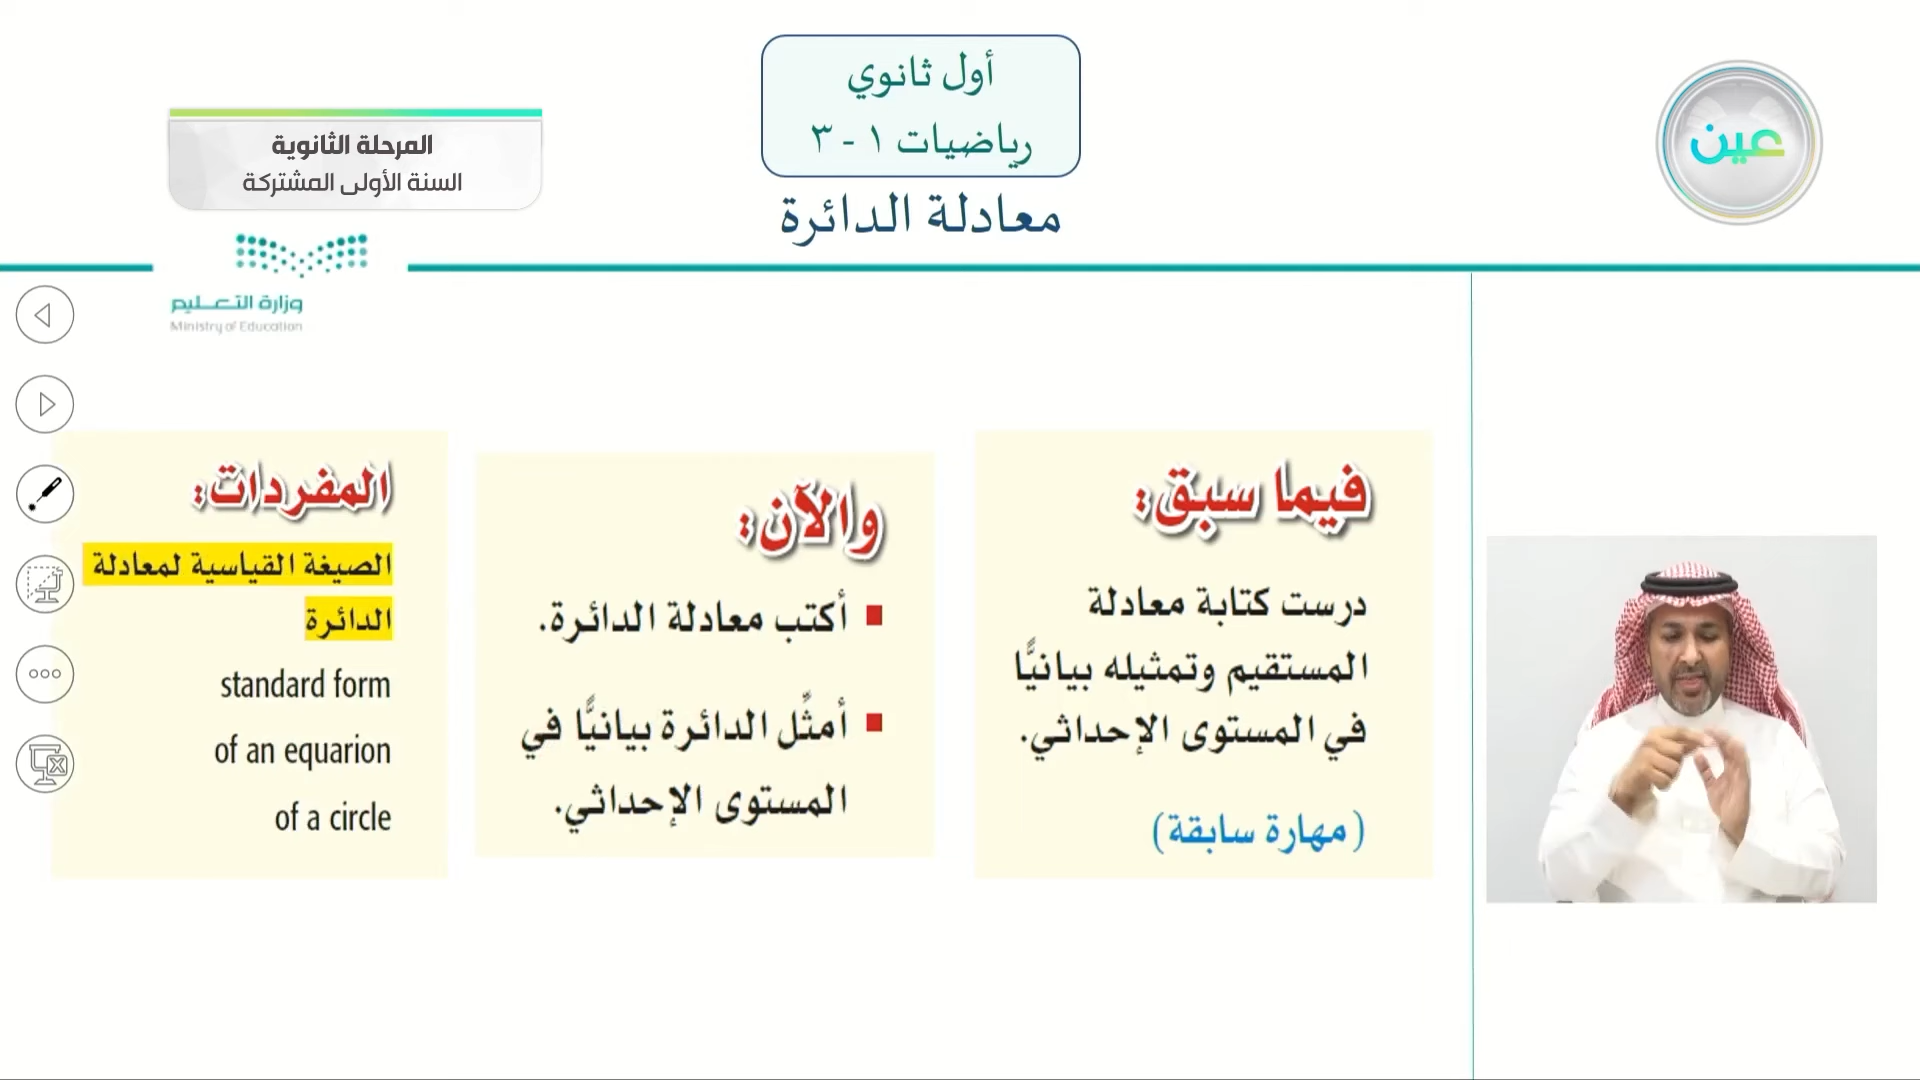 أول ثانوي
رياضيات ١ - ٣
معادلة الدائرة
عين
المرحلة الثانوية
السنة الأولى المشتركة
وزارة التعليم
Ministry of Education
فيما سبق:
درست كتابة معادلة
المستقيم وتمثيله بيانيًّا
في المستوى الإحداثي.
(مهارة سابقة)
والآن:
أكتب معادلة الدائرة.
أمثِّل الدائرة بيانيًّا في
المستوى الإحداثي.
المفردات:
الصيغة القياسية لمعادلة
الدائرة
standard form
of an equarion
of a circle